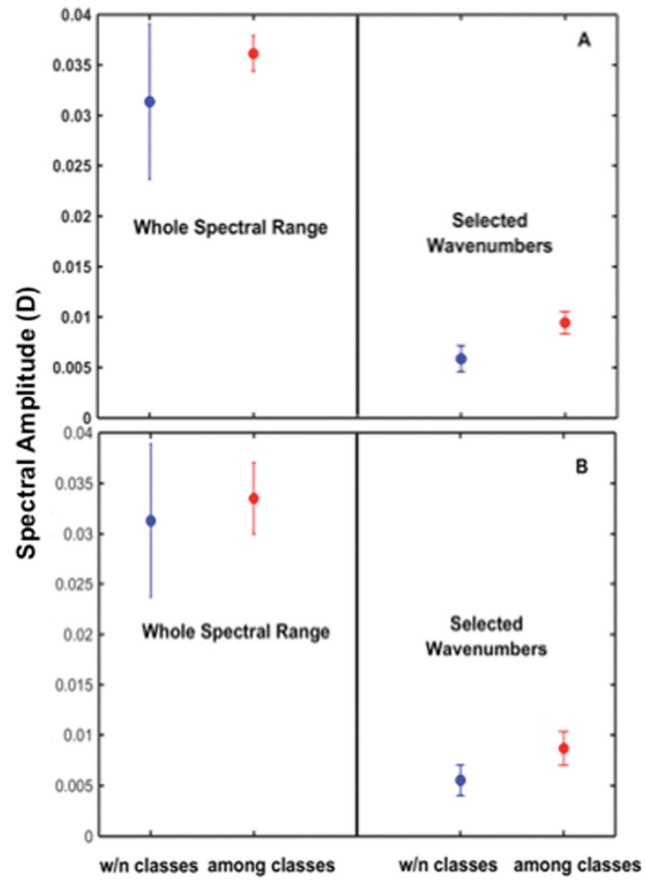 Spectral Amplitude (D)
0.04
0.035
0.03
0.025
0.02
0.015
0.01
0.005
0
A
Whole Spectral Range
Selected
Wavenumbers
0.04
0.035
0.03
0.025
0.02
0.015
0.01
0.005
0
B
Whole Spectral Range
Selected
Wavenumbers
w/n classes among classes w/n classes among classes